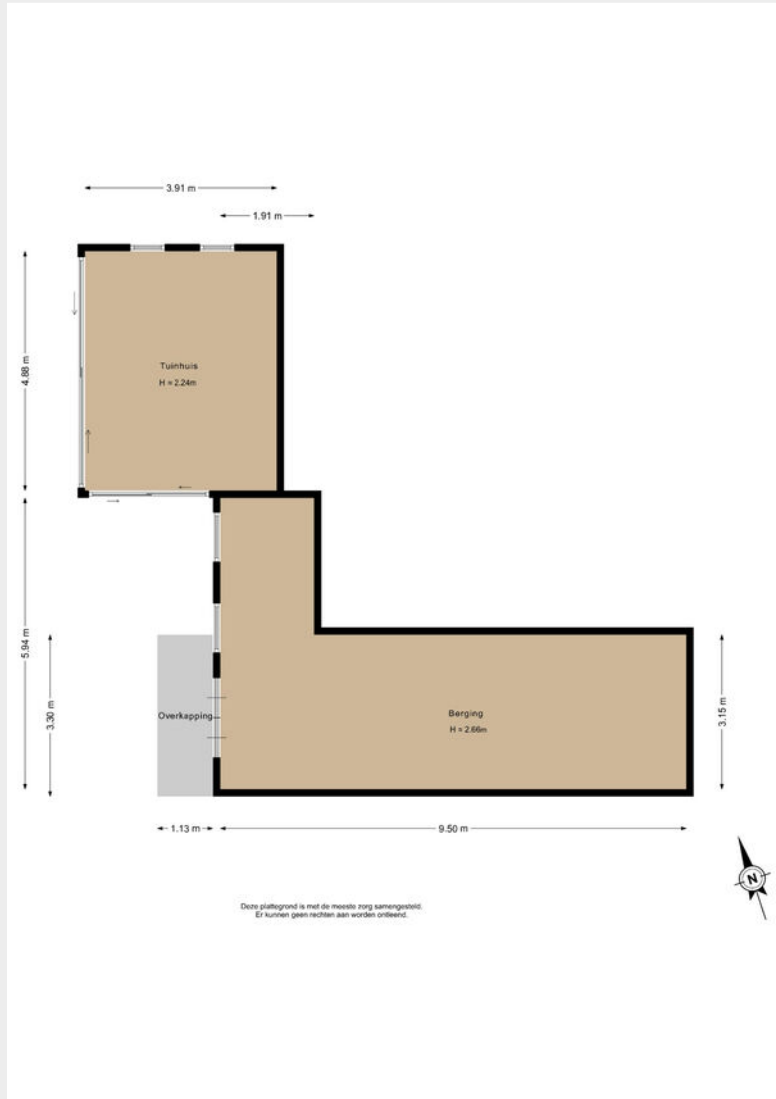 3.91 m
1.91 m
4.88 m
Tuinhuis
H = 2.24m
5.94 m
3.30 m
Overkapping
Berging
H = 2.66m
3.15 m
1.13 m
9.50 m
N
Deze plattegrond is met de meeste zorg samengesteld.
Er kunnen geen rechten aan worden ontleend.